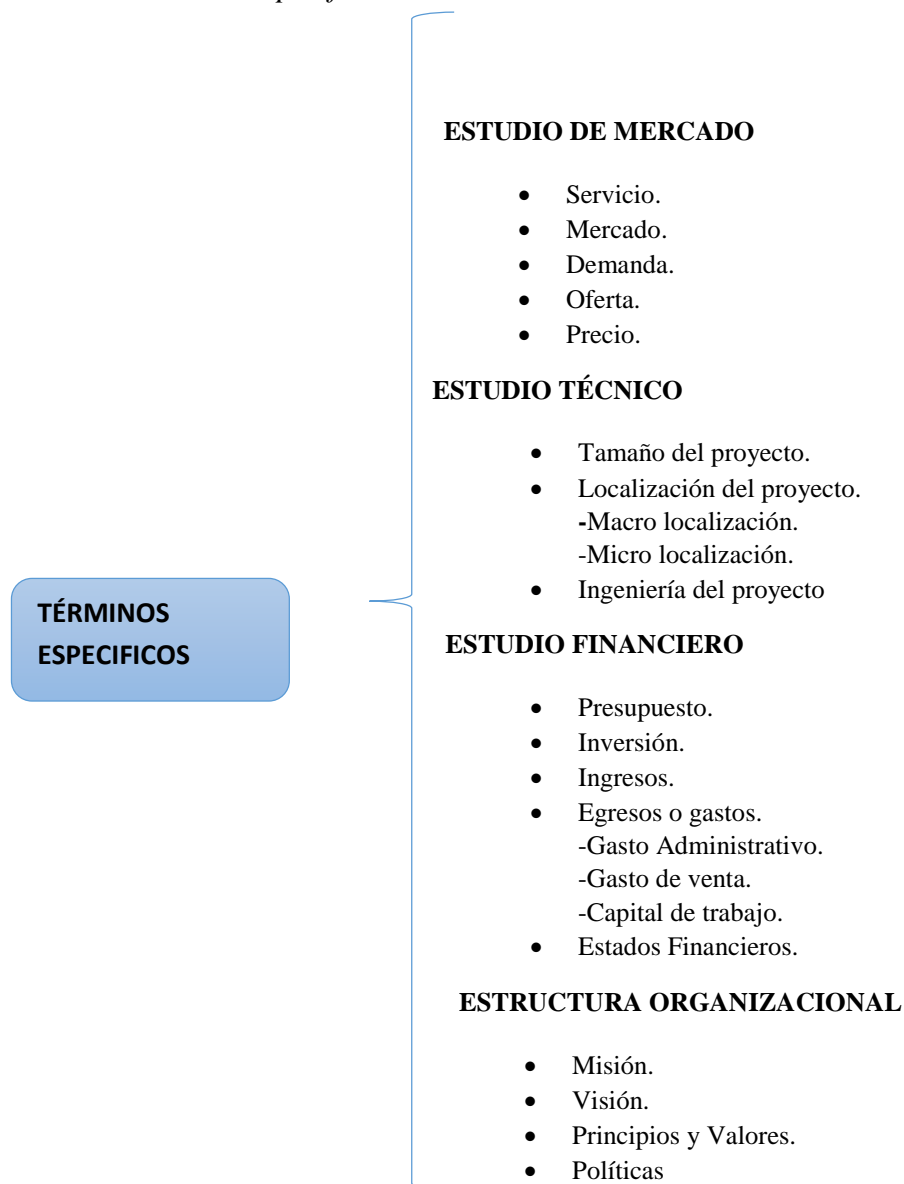 TÉRMINOS
ESPECIFICOS
ESTUDIO DE MERCADO
• Servicio.
• Mercado.
• Demanda.
• Oferta.
• Precio.
ESTUDIO TÉCNICO
• Tamaño del proyecto.
• Localización del proyecto.
-Macro localización.
-Micro localización.
• Ingeniería del proyecto
ESTUDIO FINANCIERO
• Presupuesto.
• Inversión.
• Ingresos.
• Egresos o gastos.
-Gasto Administrativo.
-Gasto de venta.
-Capital de trabajo.
• Estados Financieros.
ESTRUCTURA ORGANIZACIONAL
• Misión.
• Visión.
• Principios y Valores.
• Políticas